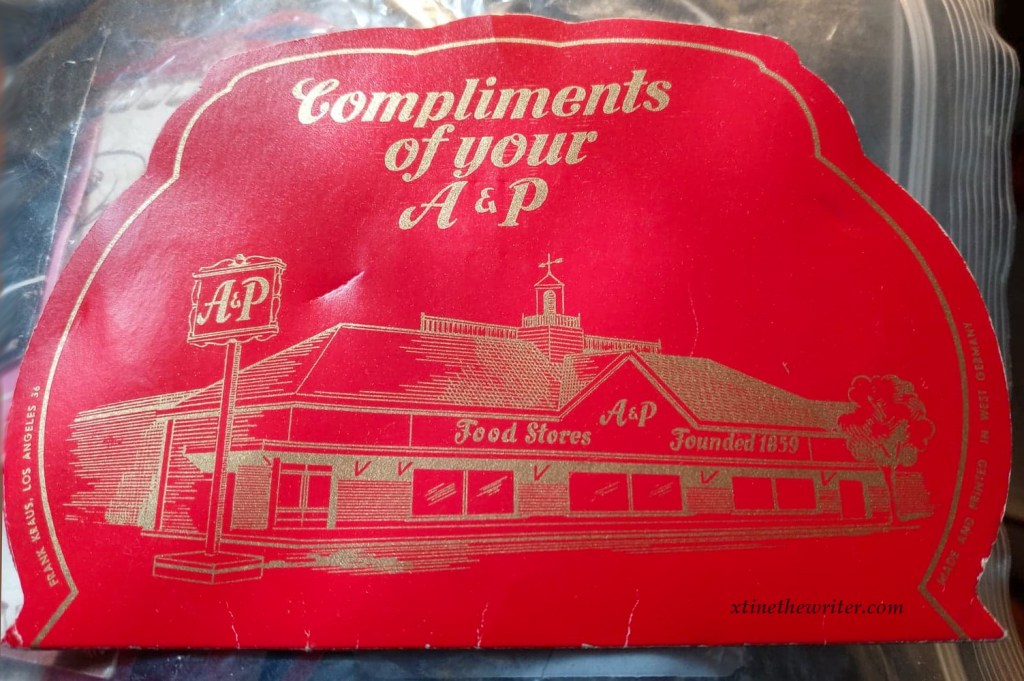 Compliments
of your
A & P
A&P
A&P
Food Stores
Founded 1859
FRANK KRAUS, LOS ANGELES 36
MADE AND PRINTED IN WEST GERMANY
xtinethewriter.com